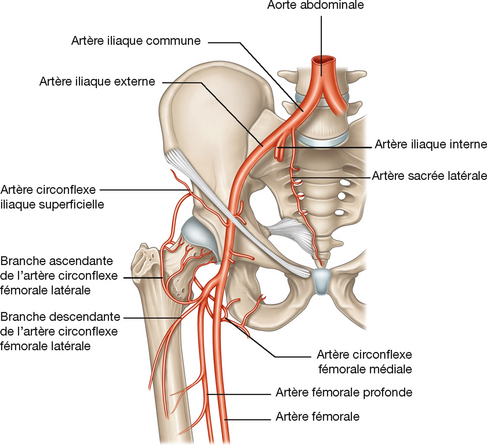 Aorte abdominale
Artère iliaque commune
Artère iliaque externe
Artère iliaque interne
Artère sacrée latérale
Artère circonflexe
iliaque superficielle
Branche ascendante
de l'artère circonflexe
fémorale latérale
Branche descendante
de l'artère circonflexe
fémorale latérale
Artère circonflexe
fémorale médiale
Artère fémorale profonde
Artère fémorale